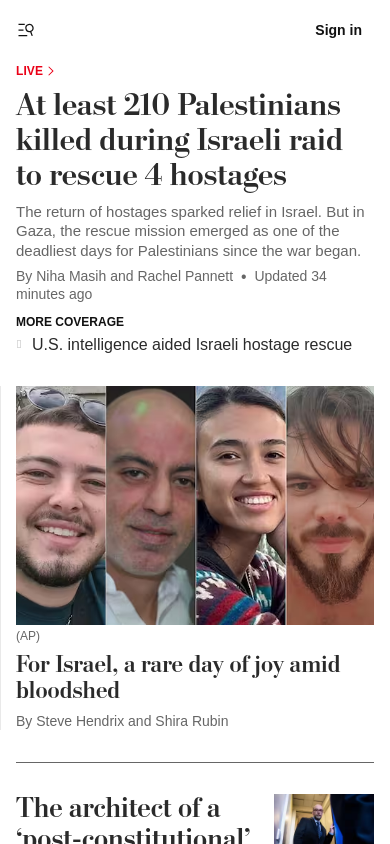 Sign in
LIVE
At least 210 Palestinians
killed during Israeli raid
to rescue 4 hostages
The return of hostages sparked relief in Israel. But in
Gaza, the rescue mission emerged as one of the
deadliest days for Palestinians since the war began.
By Niha Masih and Rachel Pannett • Updated 34
minutes ago
MORE COVERAGE
U.S. intelligence aided Israeli hostage rescue
(AP)
For Israel, a rare day of joy amid
bloodshed
By Steve Hendrix and Shira Rubin
The architect of a
‘post-constitutional’